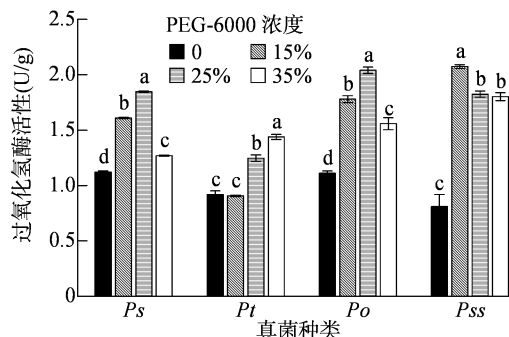 PEG-6000 浓度
0 15%
25% 35%
过氧化氢酶活性(U/g)
2.5
2.0
1.5
1.0
0.5
0
d b a c
c c b a
d b a c
c a b b
Ps Pt Po Pss
真菌种类